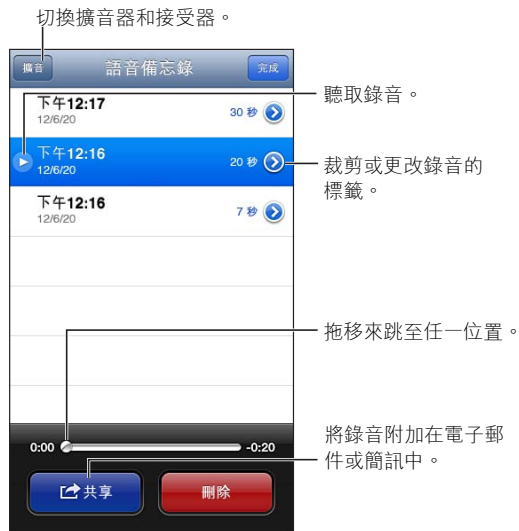 切換擴音器和接受器。
擴音
語音備忘錄
完成
下午12:17
12/6/20
30 秒
聽取錄音。
下午12:16
12/6/20
20 秒
裁剪或更改錄音的
標籤。
下午12:16
12/6/20
7 秒
拖移來跳至任一位置。
0:00
-0:20
將錄音附加在電子郵
件或簡訊中。
共享
刪除